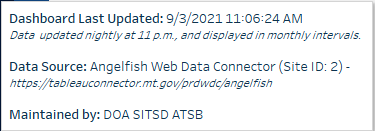 Dashboard Last Updated: 9/3/2021 11:06:24 AM
Data updated nightly at 11 p.m., and displayed in monthly intervals.
Data Source: Angelfish Web Data Connector (Site ID: 2) -
https://tableauconnector.mt.gov/prdwdc/angelfish
Maintained by: DOA SITSD ATSB